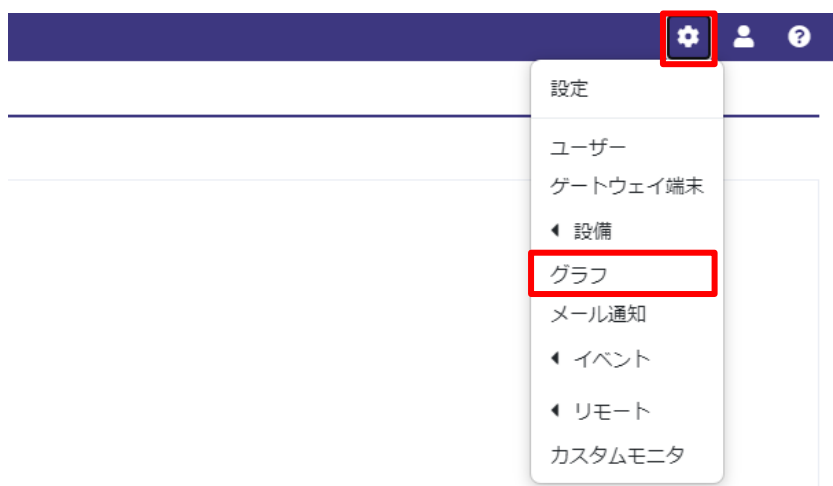 設定
ユーザー
ゲートウェイ端末
設備
グラフ
メール通知
イベント
リモート
カスタムモニタ